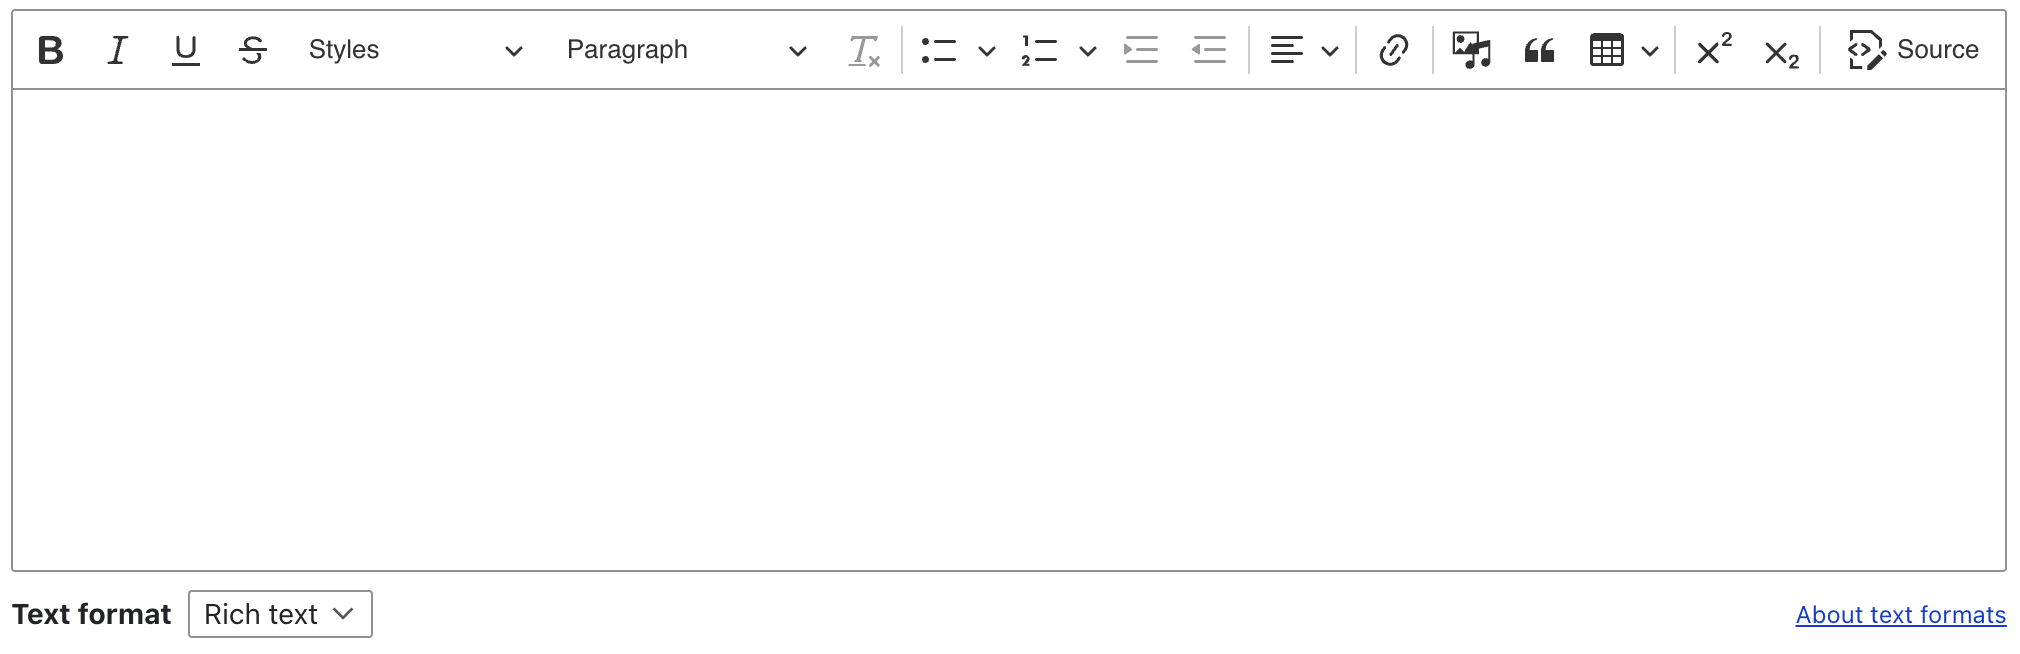 B I U S Styles Paragraph Source
Text format Rich text About text formats